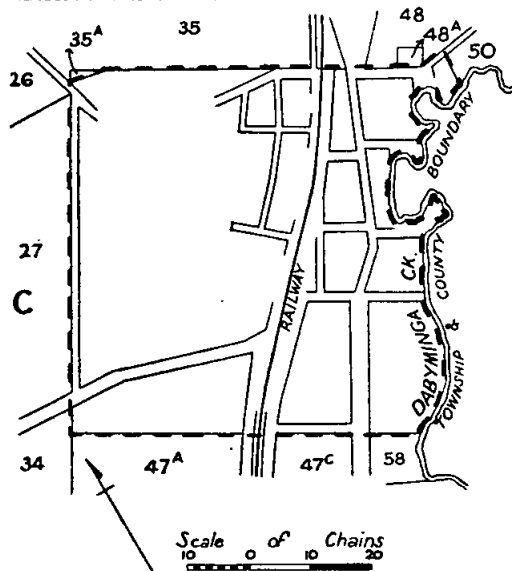 35
48
35A
48A
50
26
BOUNDARY
27
C
CK.
COUNTY
RAILWAY
DABYMINGA
&
TOWNSHIP
34
47A
47C
58
Scale of Chains
10 0 10 20